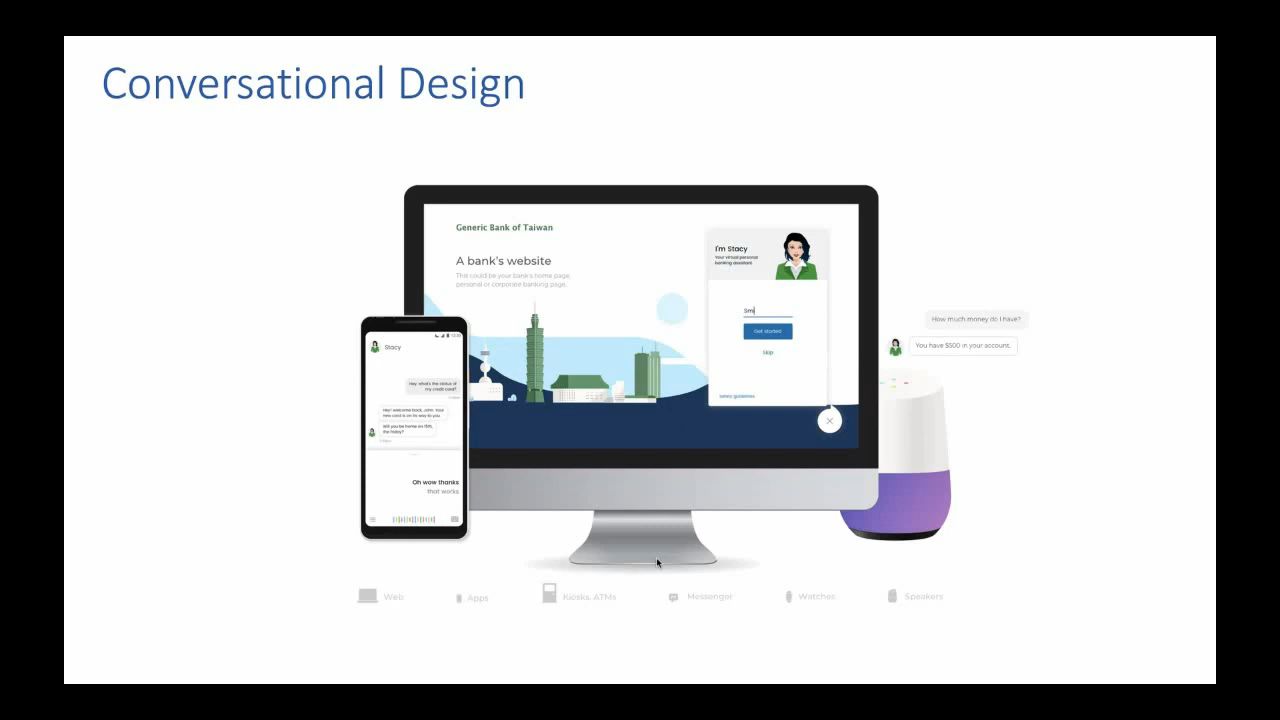 Conversational Design
Generic Bank of Taiwan
A bank's website
This could be your bank's home page,
personal or corporate banking page.
I'm Stacy
Your virtual personal
banking assistant
Smi
Get started
Skip
Safety guidelines
Stacy
Hey, what's the status of
my credit card?
Hey! welcome back, John. Your
new card is on its way to you.
Will you be home on 15th,
the friday?
Oh wow thanks
that works
How much money do I have?
You have $500 in your account.
Web
Apps
Kiosks, ATMs
Messenger
Watches
Speakers